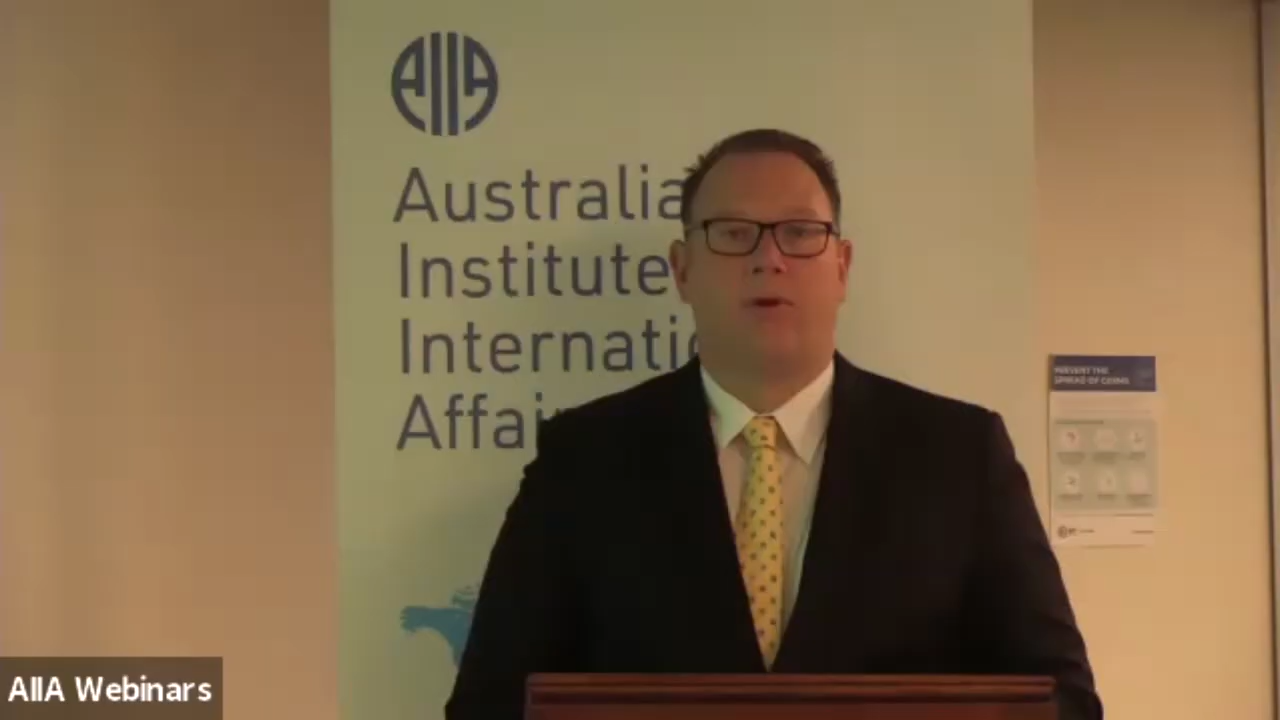 AIIA
Australia
Institute
Internatio
Affai
PREVENT THE
SPREAD OF GERMS
AIIA Webinars